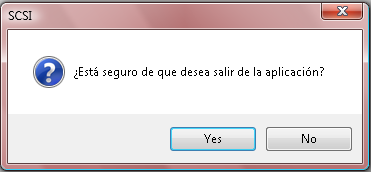 SCSI
¿Está seguro de que desea salir de la aplicación?
Yes
No